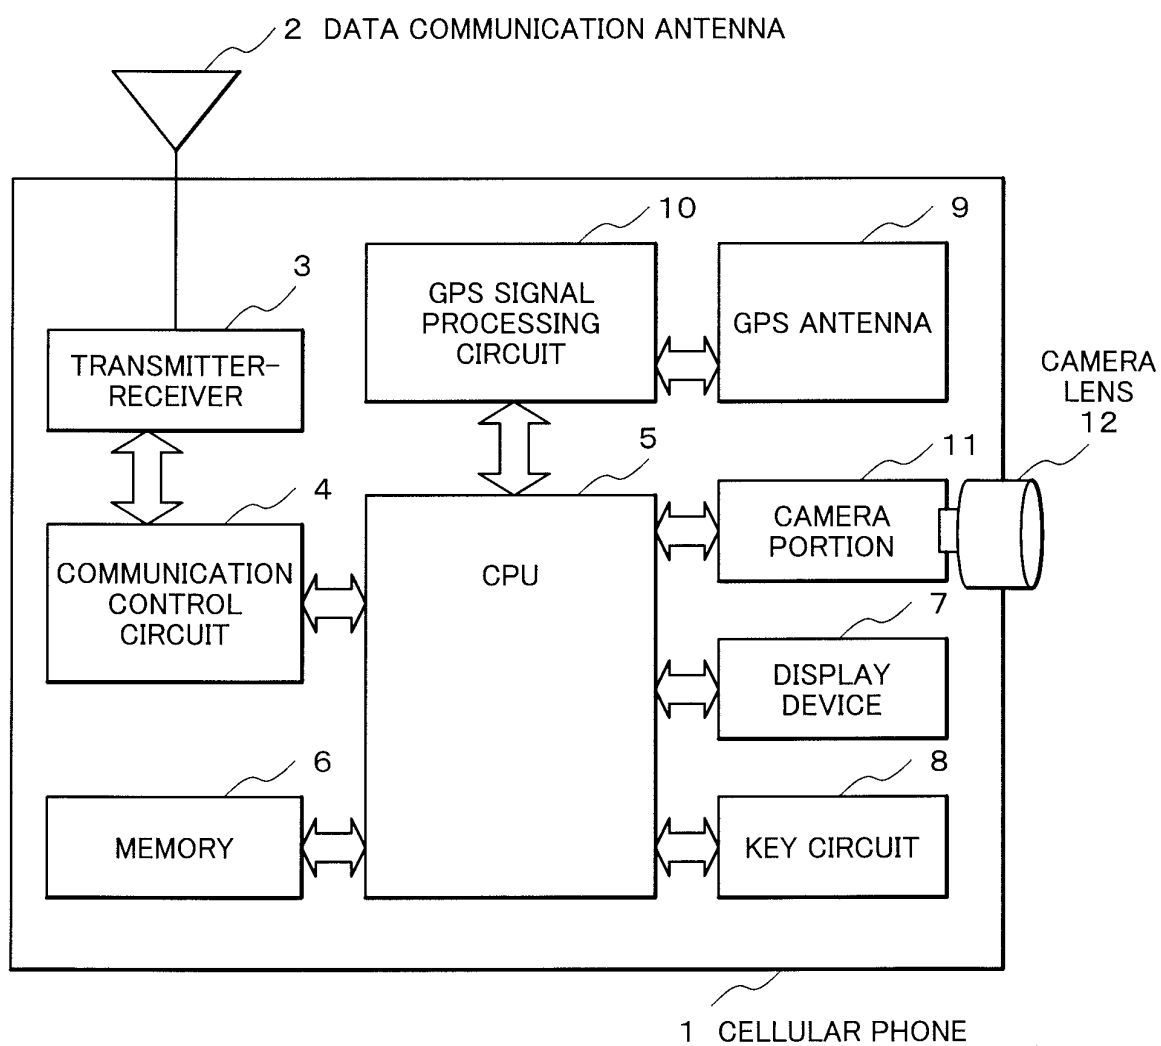 2 DATA COMMUNICATION ANTENNA
10
9
3
GPS SIGNAL
PROCESSING
CIRCUIT
GPS ANTENNA
TRANSMITTER-
RECEIVER
CAMERA
LENS
12
5
11
4
CAMERA
PORTION
COMMUNICATION
CONTROL
CIRCUIT
CPU
7
DISPLAY
DEVICE
6
8
MEMORY
KEY CIRCUIT
1 CELLULAR PHONE